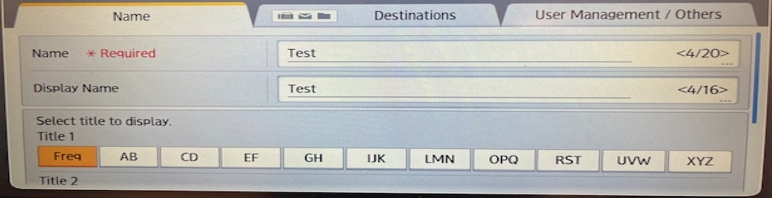 Name Destinations User Management / Others
Name * Required Test <4/20>
Display Name Test <4/16>
Select title to display.
Title 1
Freq AB CD EF GH IJK LMN OPQ RST UVW XYZ
Title 2